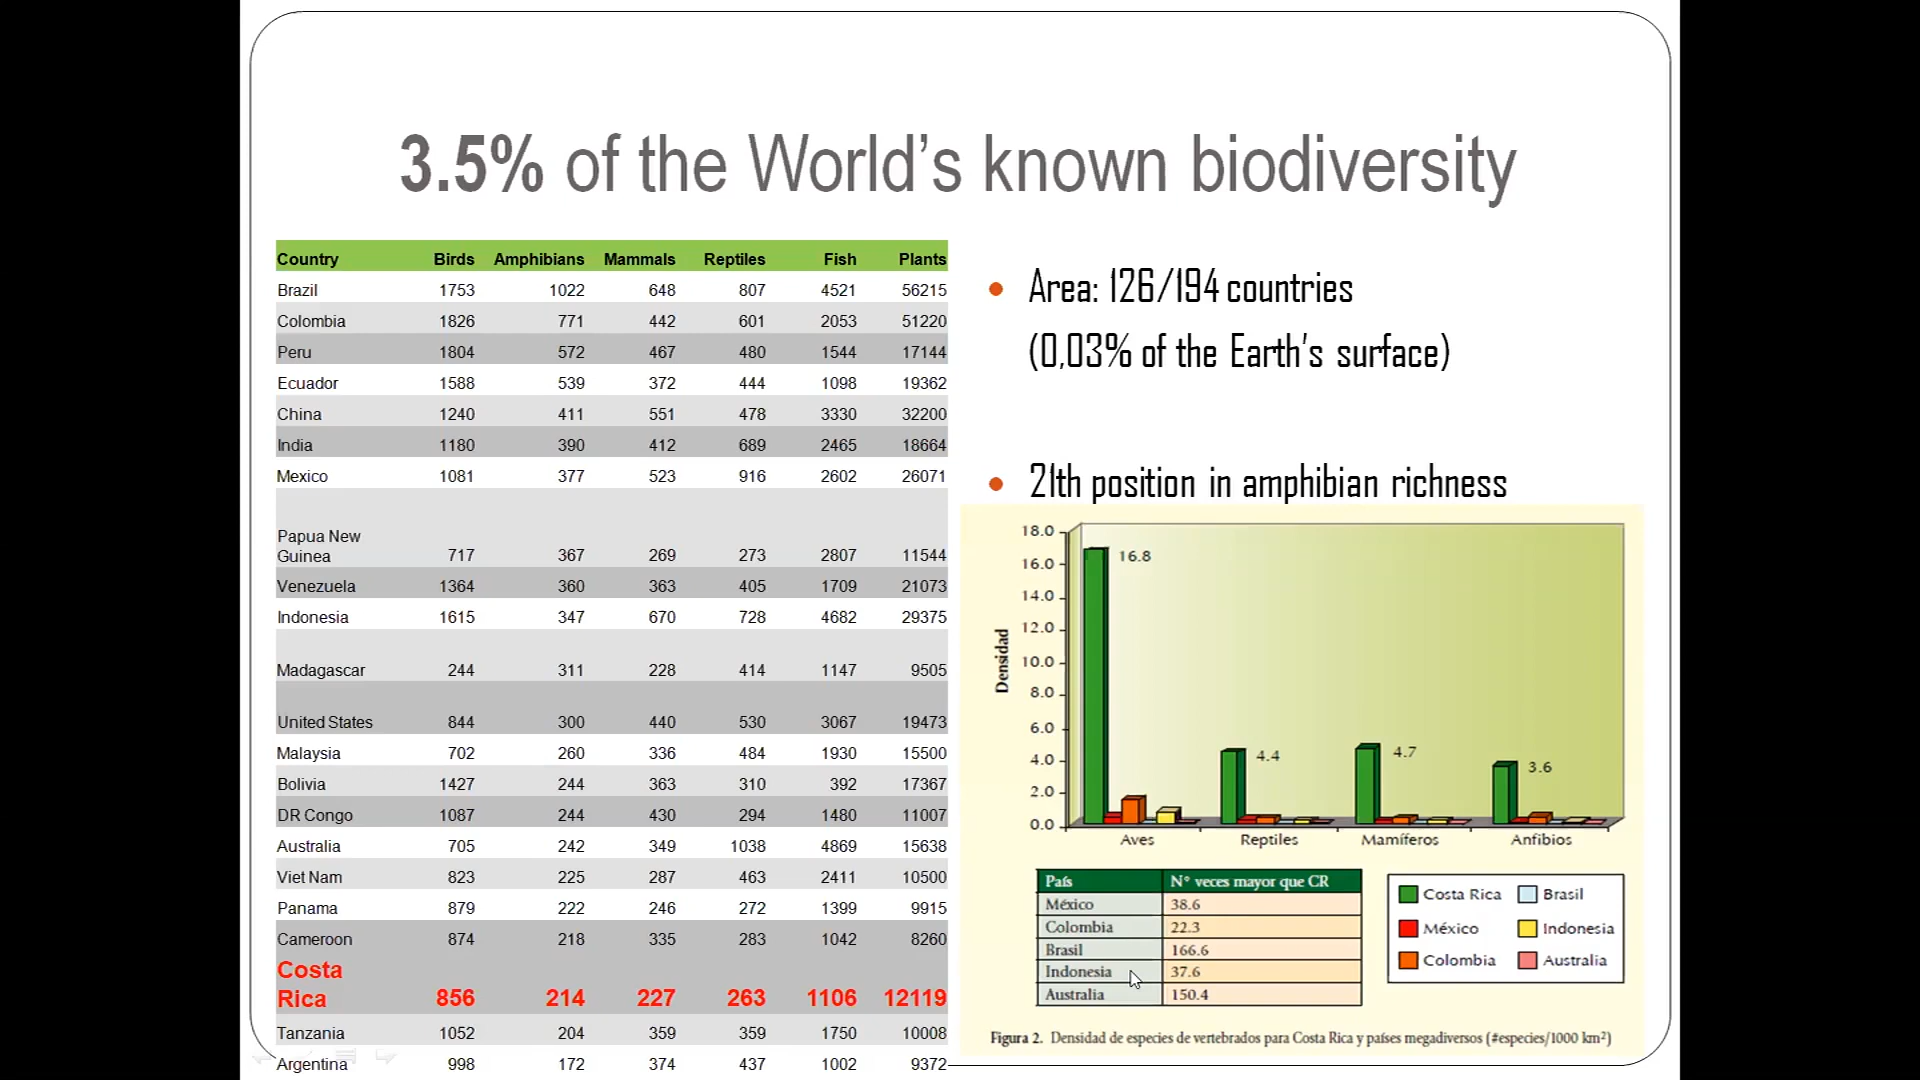 3.5% of the World’s known biodiversity
Country Birds Amphibians Mammals Reptiles Fish Plants
Brazil 1753 1022 648 807 4521 56215
Colombia 1826 771 442 601 2053 51220
Peru 1804 572 467 480 1544 17144
Ecuador 1588 539 372 444 1098 19362
China 1240 411 551 478 3330 32200
India 1180 390 412 689 2465 18664
Mexico 1081 377 523 916 2602 26071
Papua New
Guinea 717 367 269 273 2807 11544
Venezuela 1364 360 363 405 1709 21073
Indonesia 1615 347 670 728 4682 29375
Madagascar 244 311 228 414 1147 9505
United States 844 300 440 530 3067 19473
Malaysia 702 260 336 484 1930 15500
Bolivia 1427 244 363 310 392 17367
DR Congo 1087 244 430 294 1480 11007
Australia 705 242 349 1038 4869 15638
Viet Nam 823 225 287 463 2411 10500
Panama 879 222 246 272 1399 9915
Cameroon 874 218 335 283 1042 8260
Costa
Rica 856 214 227 263 1106 12119
Tanzania 1052 204 359 359 1750 10008
Argentina 998 172 374 437 1002 9372
• Area: 126/194 countries
(0,03% of the Earth’s surface)
• 21th position in amphibian richness
Densidad
18.0
16.0
14.0
12.0
10.0
8.0
6.0
4.0
2.0
0.0
16.8
4.4
4.7
3.6
Aves Reptiles Mamíferos Anfibios
País N° veces mayor que CR
México 38.6
Colombia 22.3
Brasil 166.6
Indonesia 37.6
Australia 150.4
Costa Rica Brasil
México Indonesia
Colombia Australia
Figura 2. Densidad de especies de vertebrados para Costa Rica y países megadiversos (#especies/1000 km²)